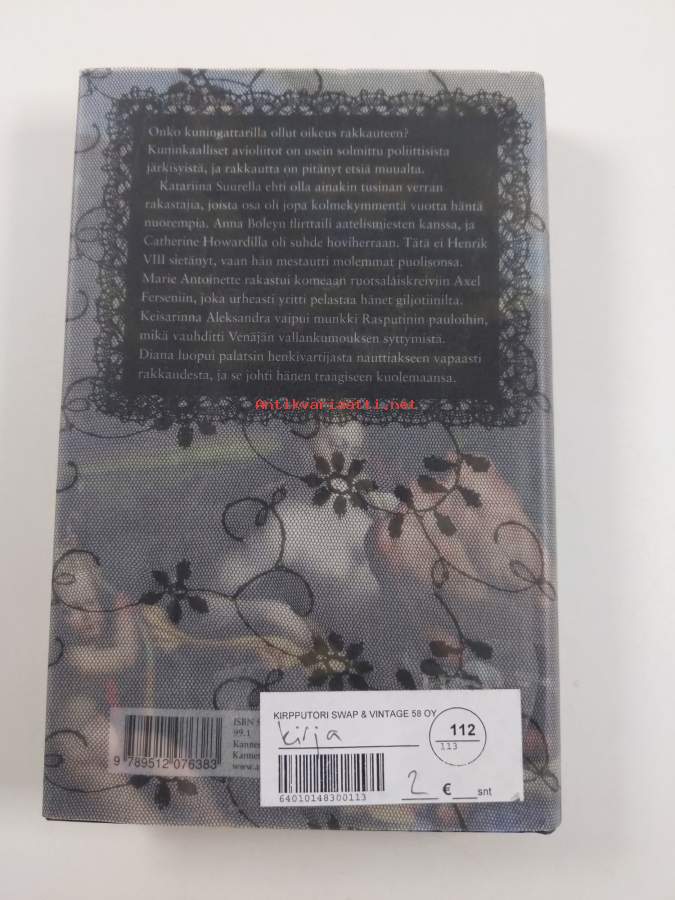 Onko kuningattarilla ollut oikeus rakkauteen?
Kuninkaalliset avioliitot on usein solmittu poliittisista
järkisyistä, ja rakkautta on pitänyt etsiä muualta.
Katariina Suurella ehti olla ainakin tusinan verran
rakastajia, joista osa oli jopa kolmekymmentä vuotta häntä
nuorempia. Anna Boleyn flirttaili aatelismiesten kanssa, ja
Catherine Howardilla oli suhde hoviherraan. Tätä ei Henrik
VIII sietänyt, vaan hän mestautti molemmat puolisonsa.
Marie Antoinette rakastui komeaan ruotsalaiskreiviin Axel
Ferseniin, joka urheasti yritti pelastaa hänet giljotiinilta.
Keisarinna Aleksandra vaipui munkki Rasputinin pauloihin,
mikä vauhditti Venäjän vallankumouksen syttymistä.
Diana luopui palatsin henkivartijasta nauttiakseen vapaasti
rakkaudesta, ja se johti hänen traagiseen kuolemaansa.
Antikvariaatti.net
ISBN
99.1
9 789512 076383
KIRPPUTORI SWAP & VINTAGE 58 OY
kirja
112
113
64010148300113
2 € snt